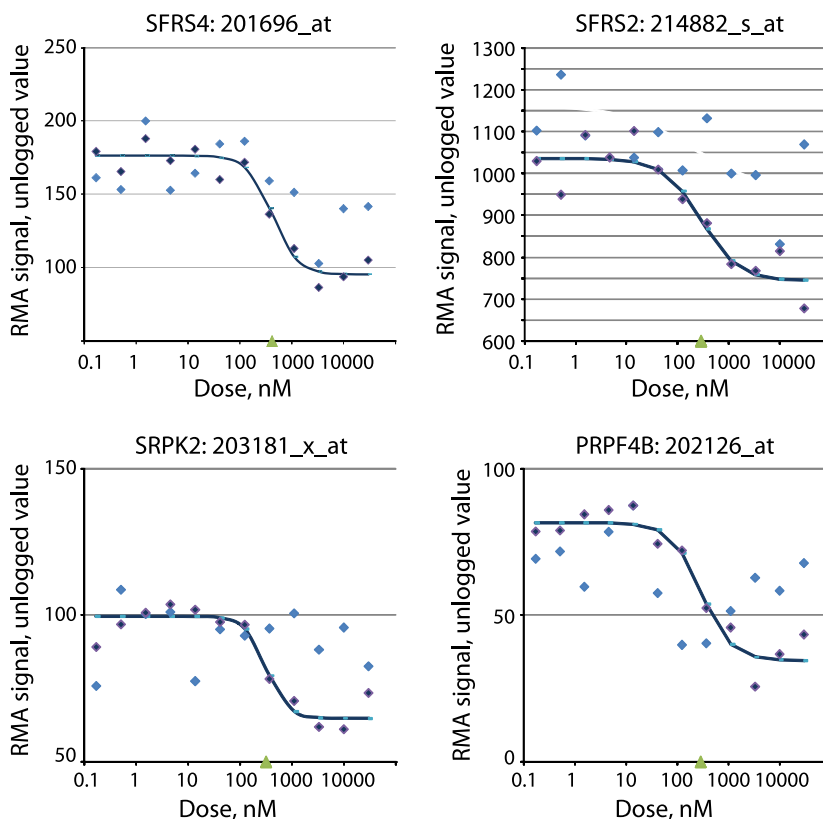 SFRS4: 201696_at
RMA signal, unlogged value
250
200
150
100
0.1 1 10 100 1000 10000
Dose, nM
SFRS2: 214882_s_at
RMA signal, unlogged value
1300
1200
1100
1000
900
800
700
600
0.1 1 10 100 1000 10000
Dose, nM
SRPK2: 203181_x_at
RMA signal, unlogged value
150
100
50
0.1 1 10 100 1000 10000
Dose, nM
PRPF4B: 202126_at
RMA signal, unlogged value
100
50
0
0.1 1 10 100 1000 10000
Dose, nM